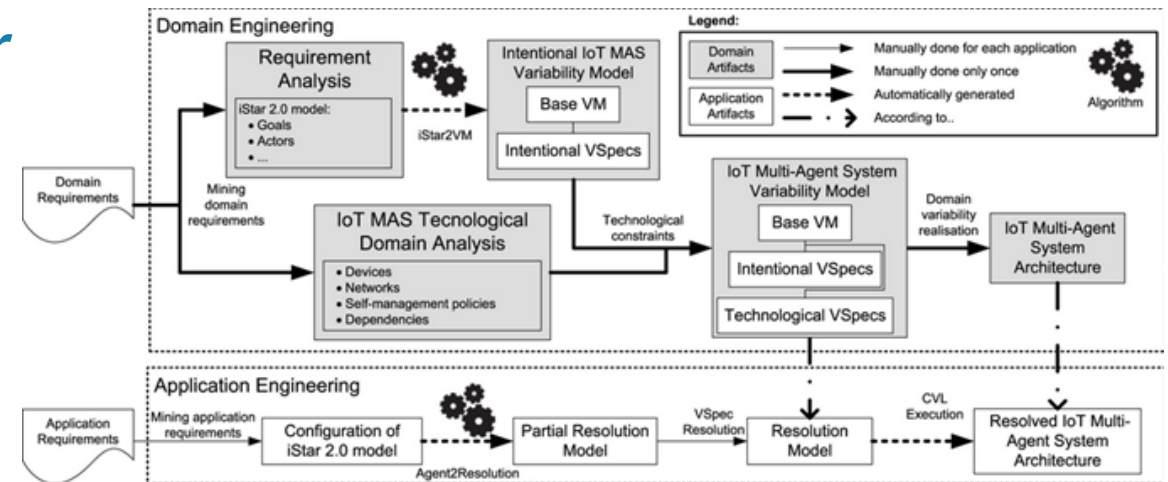 Domain Engineering
Legend:
Domain
Artifacts
Application
Artifacts
Manually done for each application
Manually done only once
Automatically generated
According to..
Algorithm
Requirement
Analysis
iStar 2.0 model:
• Goals
• Actors
• ...
iStar2VM
Intentional IoT MAS
Variability Model
Base VM
Intentional VSpecs
Domain
Requirements
Mining
domain
requirements
IoT MAS Tecnological
Domain Analysis
• Devices
• Networks
• Self-management policies
• Dependencies
Technological
constraints
IoT Multi-Agent System
Variability Model
Base VM
Intentional VSpecs
Technological VSpecs
Domain
variability
realisation
IoT Multi-Agent
System
Architecture
Application Engineering
Application
Requirements
Mining application
requirements
Configuration of
iStar 2.0 model
Agent2Resolution
Partial Resolution
Model
VSpec
Resolution
Resolution
Model
CVL
Execution
Resolved IoT Multi-
Agent System
Architecture